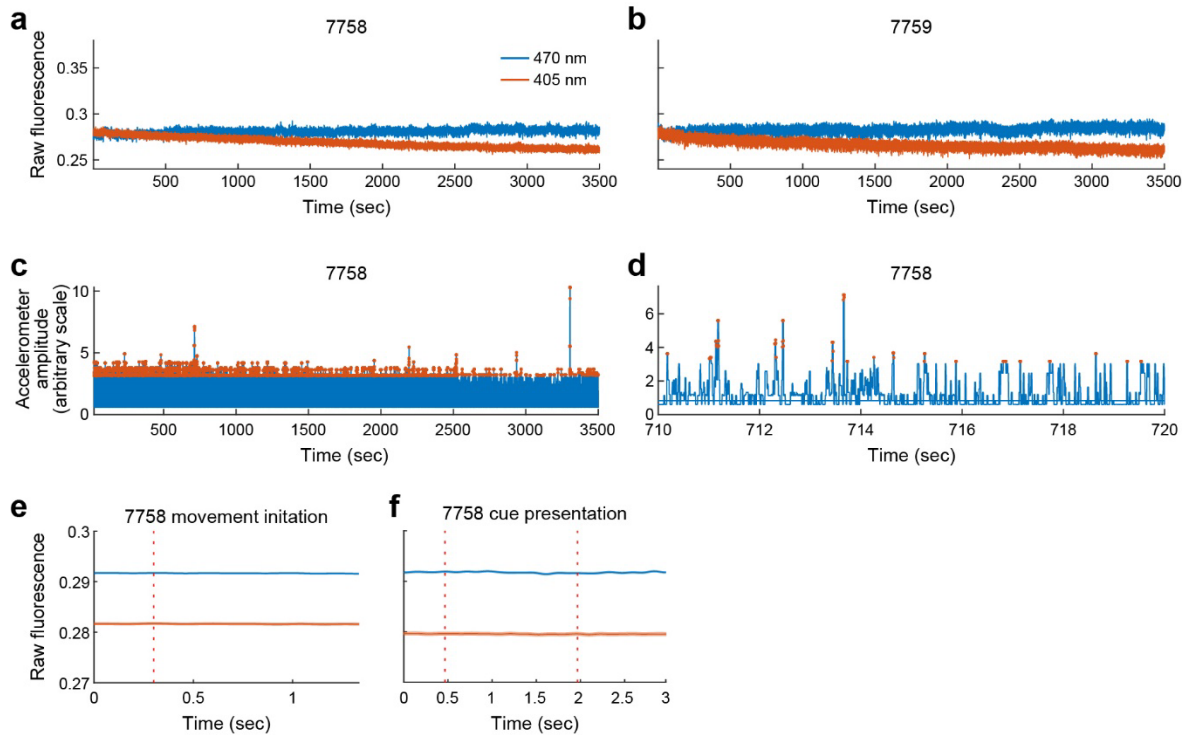 a
7758
Raw fluorescence
0.35
0.3
0.25
470 nm
405 nm
500 1000 1500 2000 2500 3000 3500
Time (sec)
b
7759
500 1000 1500 2000 2500 3000 3500
Time (sec)
c
7758
Accelerometer
amplitude
(arbitrary scale)
10
5
0
500 1000 1500 2000 2500 3000 3500
Time (sec)
d
7758
6
4
2
0
710 712 714 716 718 720
Time (sec)
e
7758 movement initation
Raw fluorescence
0.3
0.29
0.28
0.27
0 0.5 1
Time (sec)
f
7758 cue presentation
0 0.5 1 1.5 2 2.5 3
Time (sec)